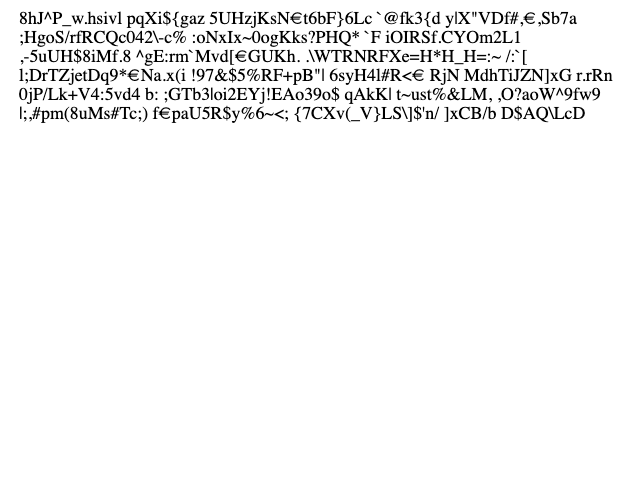 8hJ^P_w.hsivl pqXi${gaz 5UHzjKsN€t6bF}6Lc `@fk3{d y|X"VDf#,€,Sb7a
;HgoS/rfRCQc042\-c% :oNxIx~0ogKks?PHQ* `F iOIRSf.CYOm2L1
,-5uUH$8iMf.8 ^gE:rm`Mvd[€GUKh. .\WTRNRFXe=H*H_H=:~ /:`[
l;DrTZjetDq9*€Na.x(i !97&$5%RF+pB"| 6syH4l#R<€ RjN MdhTiJZN]xG r.rRn
0jP/Lk+V4:5vd4 b: ;GTb3|oi2EYj!EAo39o$ qAkK| t~ust%&LM, ,O?aoW^9fw9
|;,#pm(8uMs#Tc;) f€paU5R$y%6~<; {7CXv(_V}LS\]$'n/ ]xCB/b D$AQ\LcD